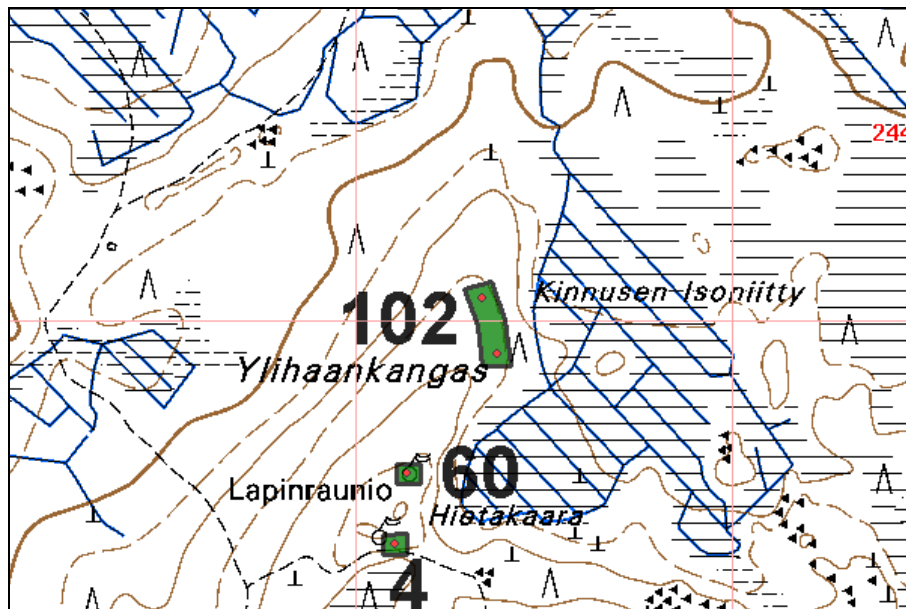 244
Kinnusen-Isoniitty
102
Ylihaankangas
60
Lapinraunio
Hietakaara
4